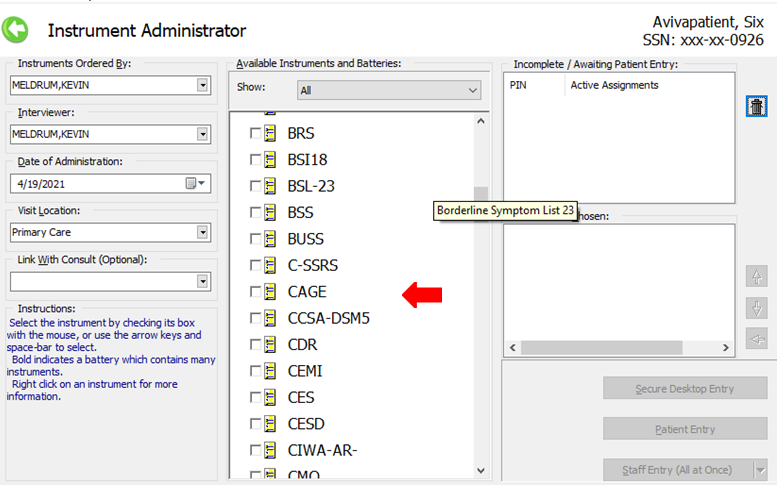 Instrument Administrator
Avivapatient, Six
SSN: xxx-xx-0926
Instruments Ordered By:
MELDRUM,KEVIN
Interviewer:
MELDRUM,KEVIN
Date of Administration:
4/19/2021
Visit Location:
Primary Care
Link With Consult (Optional):
Instructions:
Select the instrument by checking its box
with the mouse, or use the arrow keys and
space-bar to select.
Bold indicates a battery which contains many
instruments.
Right click on an instrument for more
information.
Available Instruments and Batteries:
Show:
All
BRS
BSI18
BSL-23
BSS
BUSS
C-SSRS
CAGE
CCSA-DSM5
CDR
CEMI
CES
CESD
CIWA-AR-
CMQ
Borderline Symptom List 23
Incomplete / Awaiting Patient Entry:
PIN
Active Assignments
hosen:
Secure Desktop Entry
Patient Entry
Staff Entry (All at Once)